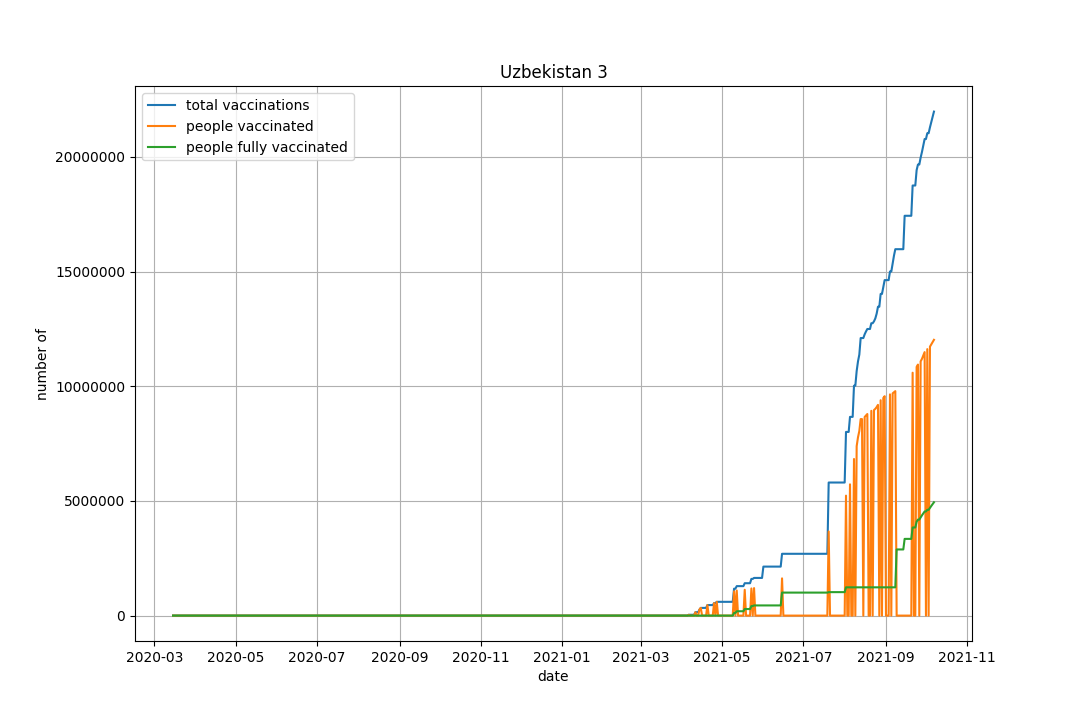 Uzbekistan 3
total vaccinations
people vaccinated
people fully vaccinated
20000000
15000000
10000000
5000000
0
number of
2020-03 2020-05 2020-07 2020-09 2020-11 2021-01 2021-03 2021-05 2021-07 2021-09 2021-11
date